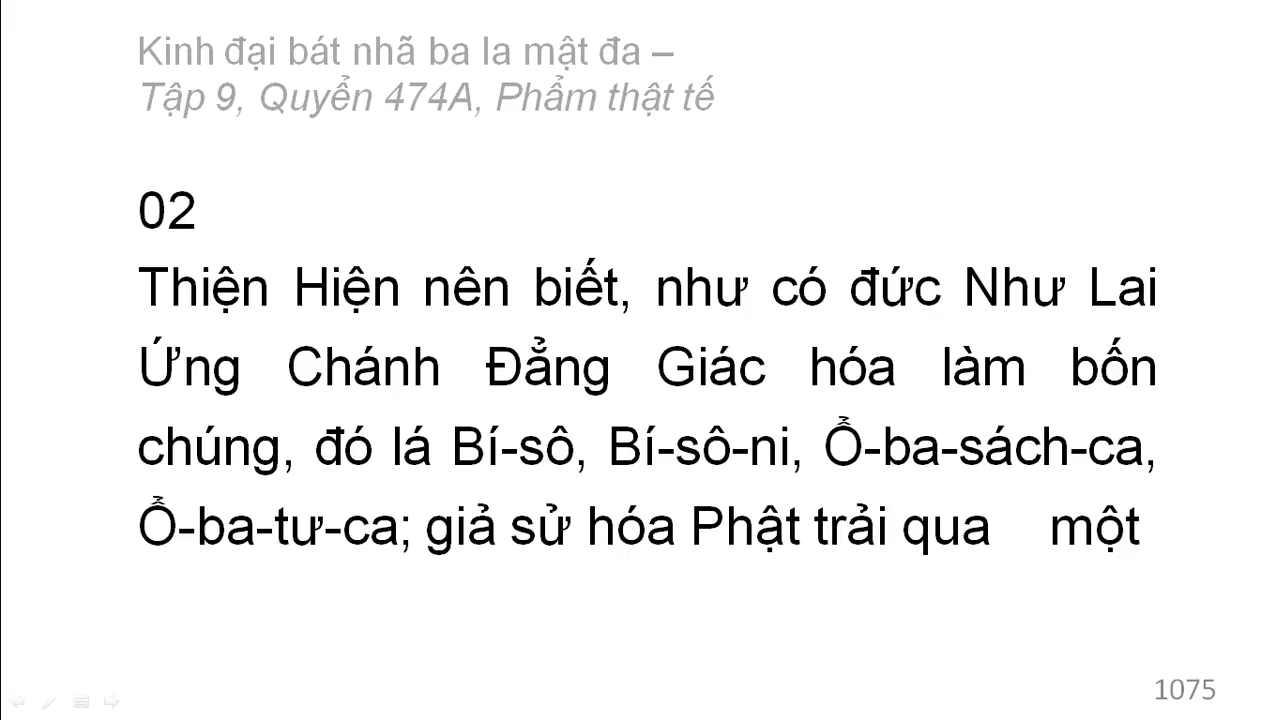 Kinh đại bát nhã ba la mật đa –
Tập 9, Quyển 474A, Phẩm thật tế
02
Thiện Hiện nên biết, như có đức Như Lai
Ứng Chánh Đẳng Giác hóa làm bốn
chúng, đó lá Bí-sô, Bí-sô-ni, Ổ-ba-sách-ca,
Ổ-ba-tư-ca; giả sử hóa Phật trải qua một
1075